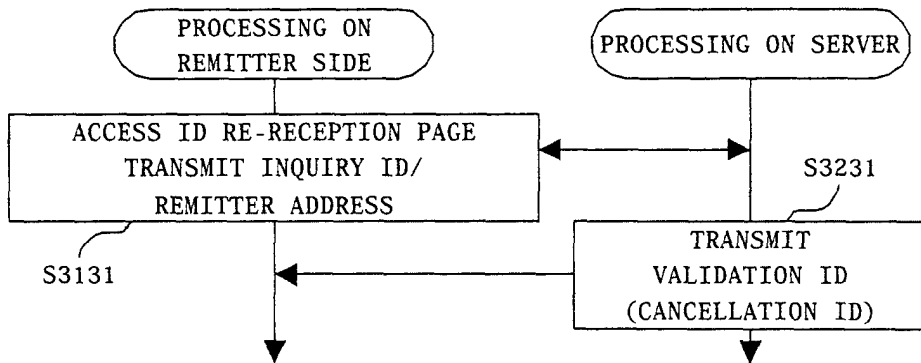 PROCESSING ON
REMITTER SIDE
PROCESSING ON SERVER
ACCESS ID RE-RECEPTION PAGE
TRANSMIT INQUIRY ID/
REMITTER ADDRESS
S3131
S3231
TRANSMIT
VALIDATION ID
(CANCELLATION ID)